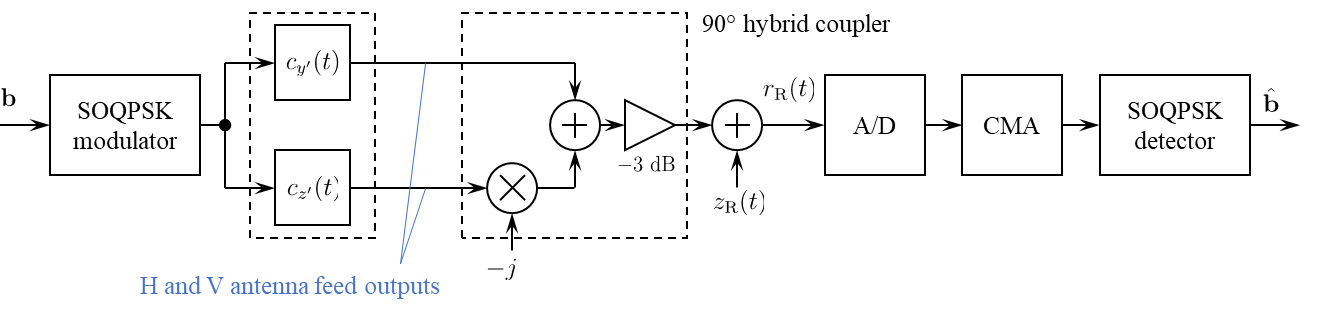 90° hybrid coupler
b
SOQPSK
modulator
c_{y'}(t)
c_{z'}(t)
−3 dB
−j
r_R(t)
z_R(t)
A/D
CMA
SOQPSK
detector
b̂
H and V antenna feed outputs